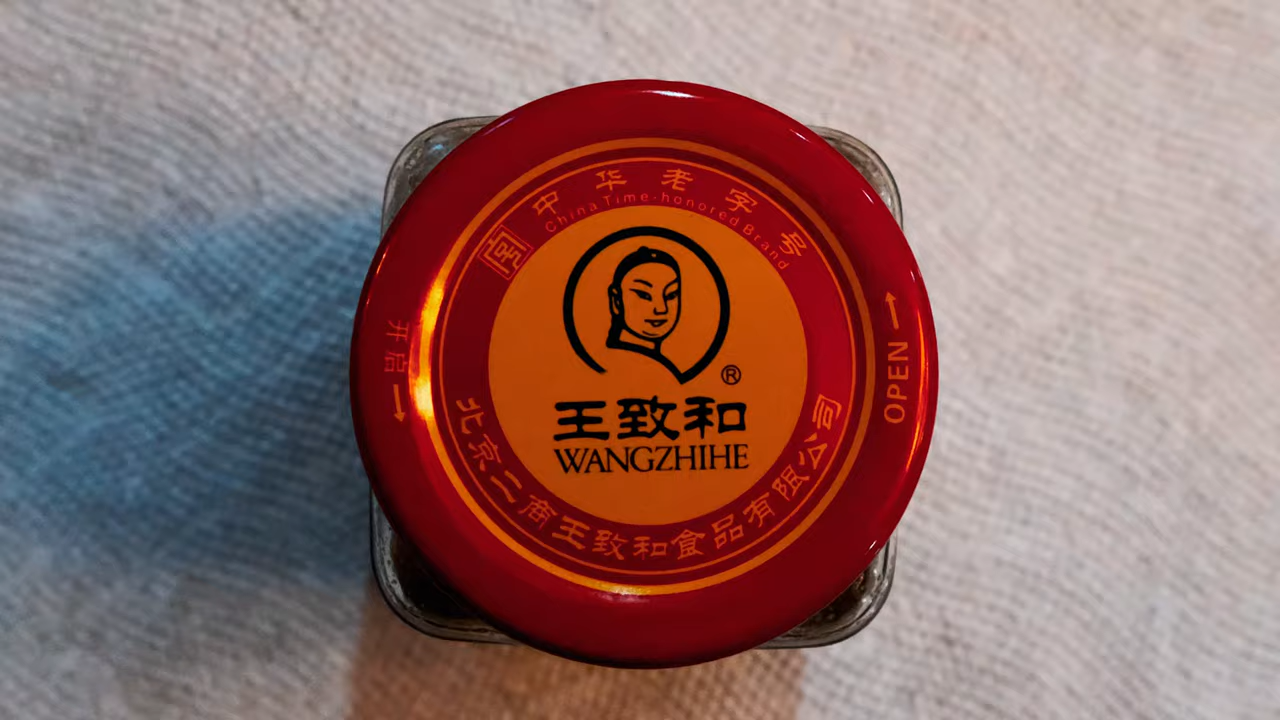 中华老字号
China Time-honored Brand
®
王致和
WANGZHIHE
北京二商王致和食品有限公司
开启
OPEN